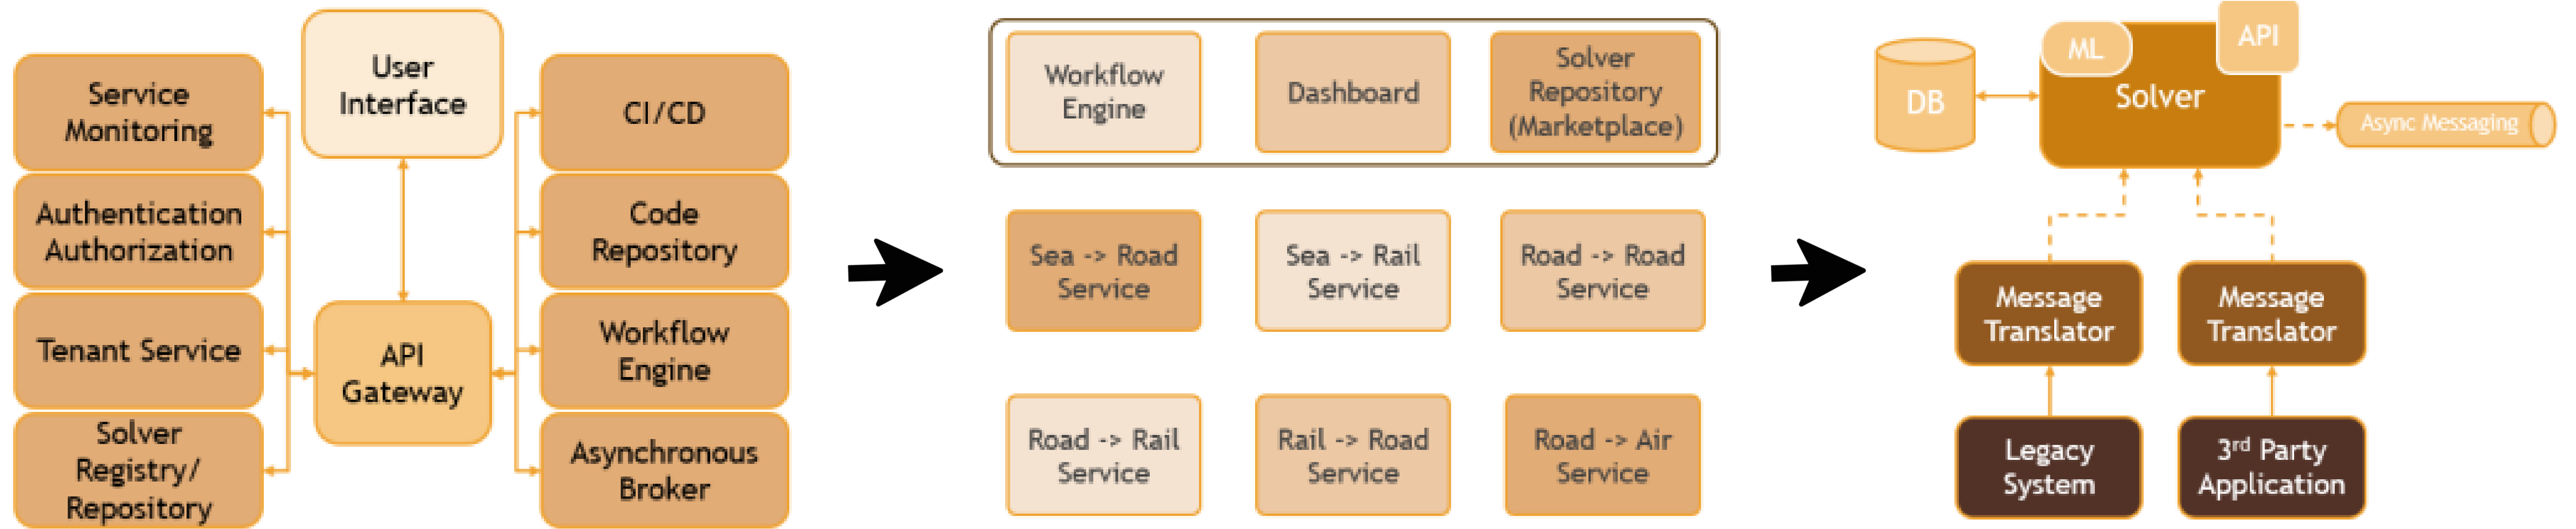 Service
Monitoring
Authentication
Authorization
Tenant Service
Solver
Registry/
Repository
User
Interface
API
Gateway
CI/CD
Code
Repository
Workflow
Engine
Asynchronous
Broker
Workflow
Engine
Dashboard
Solver
Repository
(Marketplace)
Sea -> Road
Service
Sea -> Rail
Service
Road -> Road
Service
Road -> Rail
Service
Rail -> Road
Service
Road -> Air
Service
DB
ML
API
Solver
Async Messaging
Message
Translator
Message
Translator
Legacy
System
3rd Party
Application